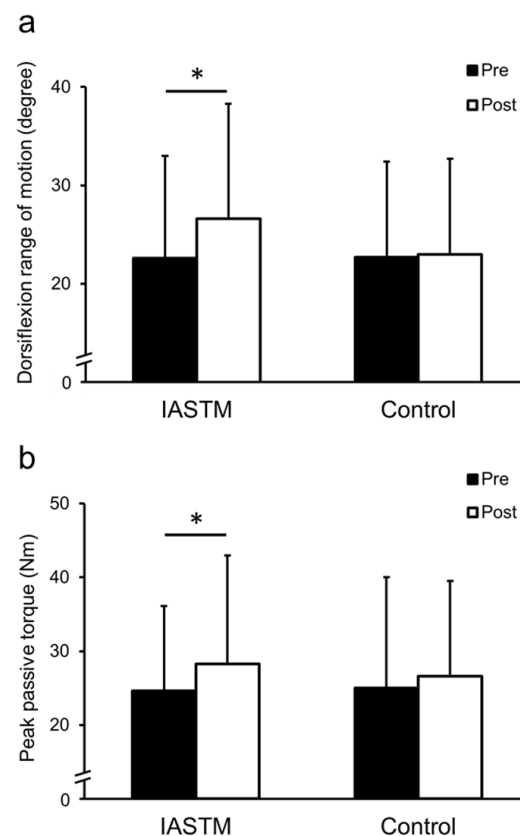 a
Dorsiflexion range of motion (degree)
40
30
20
0
*
Pre
Post
IASTM
Control
b
Peak passive torque (Nm)
50
40
30
20
0
*
Pre
Post
IASTM
Control